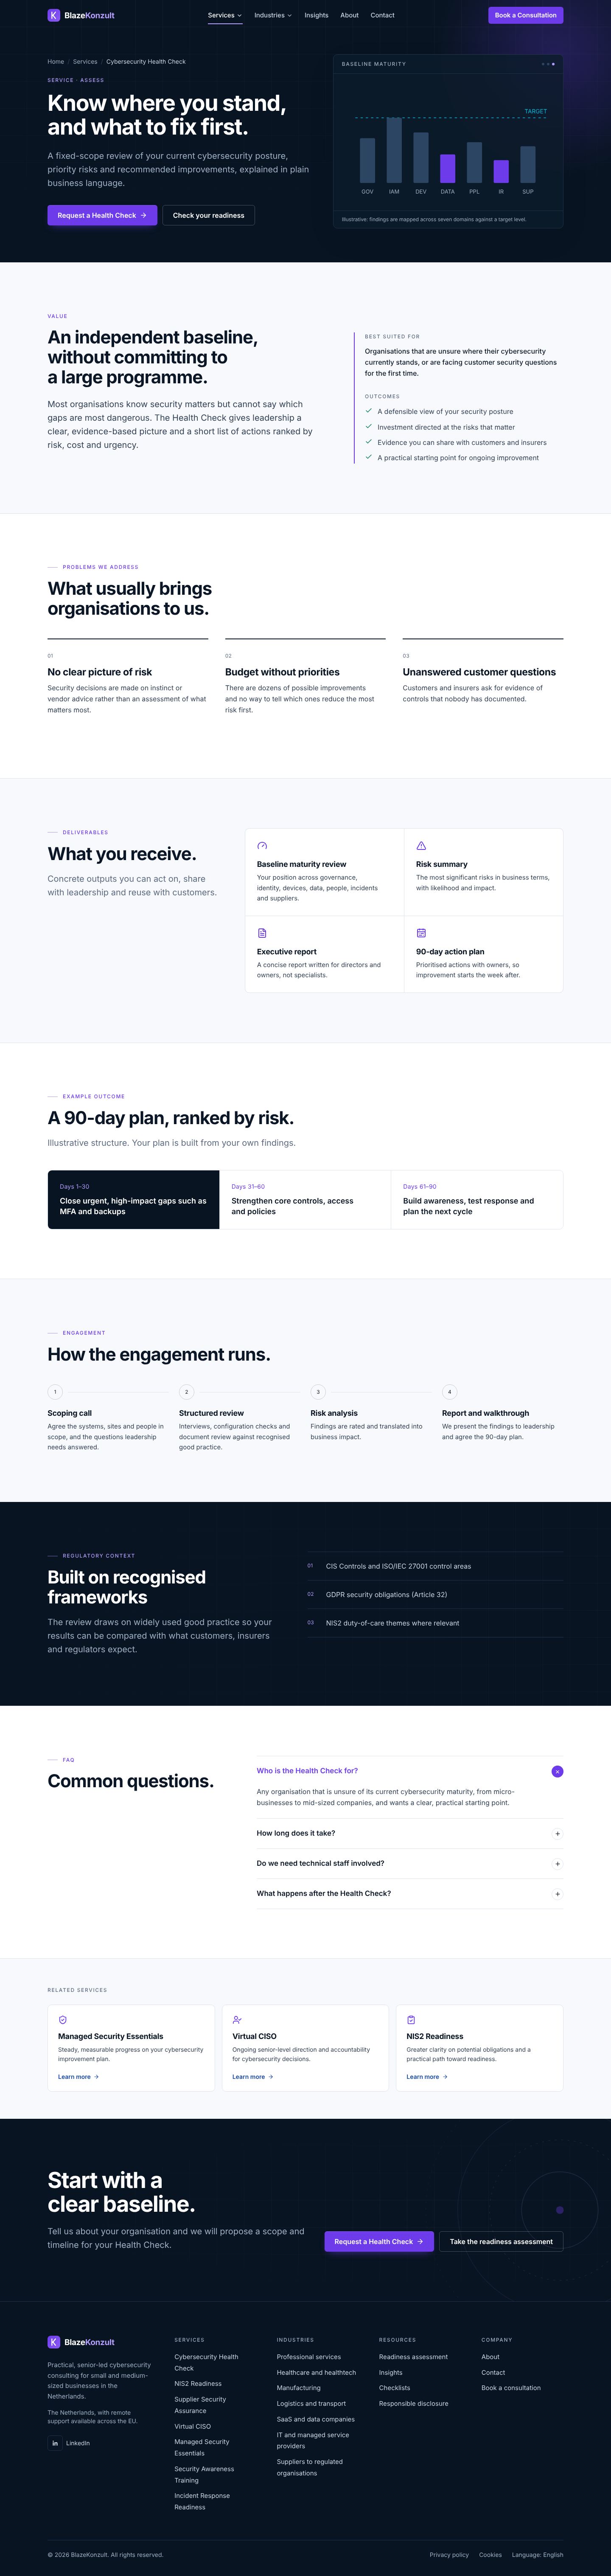 BlazeKonzult
Services
Industries
Insights
About
Contact
Book a Consultation
Home / Services / Cybersecurity Health Check
SERVICE · ASSESS
Know where you stand,
and what to fix first.
A fixed-scope review of your current cybersecurity posture,
priority risks and recommended improvements, explained in plain
business language.
Request a Health Check
Check your readiness
BASELINE MATURITY
TARGET
GOV IAM DEV DATA PPL IR SUP
Illustrative: findings are mapped across seven domains against a target level.
VALUE
An independent baseline,
without committing to
a large programme.
Most organisations know security matters but cannot say which
gaps are most dangerous. The Health Check gives leadership a
clear, evidence-based picture and a short list of actions ranked by
risk, cost and urgency.
BEST SUITED FOR
Organisations that are unsure where their cybersecurity
currently stands, or are facing customer security questions
for the first time.
OUTCOMES
A defensible view of your security posture
Investment directed at the risks that matter
Evidence you can share with customers and insurers
A practical starting point for ongoing improvement
PROBLEMS WE ADDRESS
What usually brings
organisations to us.
01
No clear picture of risk
Security decisions are made on instinct or
vendor advice rather than an assessment of what
matters most.
02
Budget without priorities
There are dozens of possible improvements
and no way to tell which ones reduce the most
risk first.
03
Unanswered customer questions
Customers and insurers ask for evidence of
controls that nobody has documented.
DELIVERABLES
What you receive.
Concrete outputs you can act on, share
with leadership and reuse with customers.
Baseline maturity review
Your position across governance,
identity, devices, data, people, incidents
and suppliers.
Risk summary
The most significant risks in business terms,
with likelihood and impact.
Executive report
A concise report written for directors and
owners, not specialists.
90-day action plan
Prioritised actions with owners, so
improvement starts the week after.
EXAMPLE OUTCOME
A 90-day plan, ranked by risk.
Illustrative structure. Your plan is built from your own findings.
Days 1–30
Close urgent, high-impact gaps such as
MFA and backups
Days 31–60
Strengthen core controls, access
and policies
Days 61–90
Build awareness, test response and
plan the next cycle
ENGAGEMENT
How the engagement runs.
1
Scoping call
Agree the systems, sites and people in
scope, and the questions leadership
needs answered.
2
Structured review
Interviews, configuration checks and
document review against recognised
good practice.
3
Risk analysis
Findings are rated and translated into
business impact.
4
Report and walkthrough
We present the findings to leadership
and agree the 90-day plan.
REGULATORY CONTEXT
Built on recognised
frameworks
The review draws on widely used good practice so your
results can be compared with what customers, insurers
and regulators expect.
01 CIS Controls and ISO/IEC 27001 control areas
02 GDPR security obligations (Article 32)
03 NIS2 duty-of-care themes where relevant
FAQ
Common questions.
Who is the Health Check for?
Any organisation that is unsure of its current cybersecurity maturity, from micro-
businesses to mid-sized companies, and wants a clear, practical starting point.
How long does it take?
Do we need technical staff involved?
What happens after the Health Check?
RELATED SERVICES
Managed Security Essentials
Steady, measurable progress on your cybersecurity
improvement plan.
Learn more
Virtual CISO
Ongoing senior-level direction and accountability
for cybersecurity decisions.
Learn more
NIS2 Readiness
Greater clarity on potential obligations and a
practical path toward readiness.
Learn more
Start with a
clear baseline.
Tell us about your organisation and we will propose a scope and
timeline for your Health Check.
Request a Health Check
Take the readiness assessment
BlazeKonzult
Practical, senior-led cybersecurity
consulting for small and medium-
sized businesses in the
Netherlands.
The Netherlands, with remote
support available across the EU.
in LinkedIn
SERVICES
Cybersecurity Health
Check
NIS2 Readiness
Supplier Security
Assurance
Virtual CISO
Managed Security
Essentials
Security Awareness
Training
Incident Response
Readiness
INDUSTRIES
Professional services
Healthcare and healthtech
Manufacturing
Logistics and transport
SaaS and data companies
IT and managed service
providers
Suppliers to regulated
organisations
RESOURCES
Readiness assessment
Insights
Checklists
Responsible disclosure
COMPANY
About
Contact
Book a consultation
© 2026 BlazeKonzult. All rights reserved.
Privacy policy
Cookies
Language: English